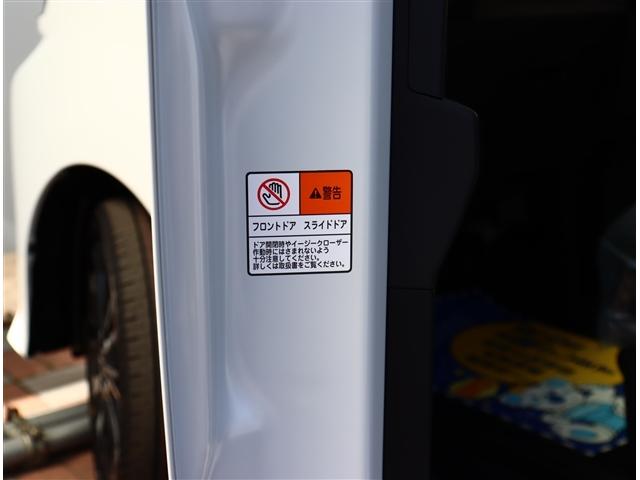 警告
フロントドア スライドドア
ドア開閉時やイージークローザー
作動時にはさまれないよう
十分注意してください。
詳しくは取扱書をご覧ください。